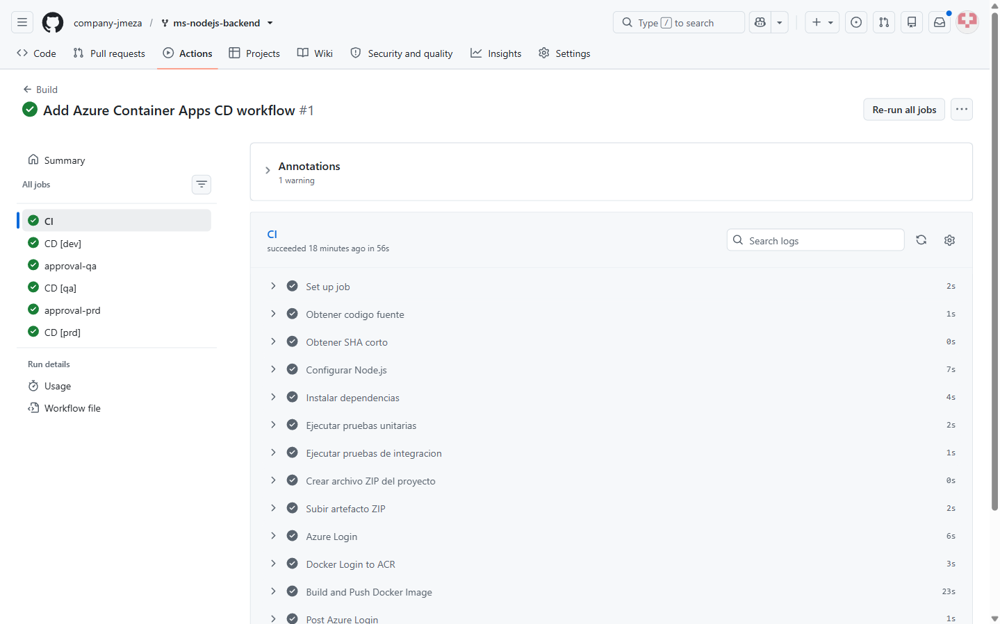 company-jmeza / ms-nodejs-backend
Type / to search
Code
Pull requests
Actions
Projects
Wiki
Security and quality
Insights
Settings
Build
Add Azure Container Apps CD workflow #1
Re-run all jobs
Summary
All jobs
CI
CD [dev]
approval-qa
CD [qa]
approval-prd
CD [prd]
Run details
Usage
Workflow file
Annotations
1 warning
CI
succeeded 18 minutes ago in 56s
Search logs
Set up job 2s
Obtener codigo fuente 1s
Obtener SHA corto 0s
Configurar Node.js 7s
Instalar dependencias 4s
Ejecutar pruebas unitarias 2s
Ejecutar pruebas de integracion 1s
Crear archivo ZIP del proyecto 0s
Subir artefacto ZIP 2s
Azure Login 6s
Docker Login to ACR 3s
Build and Push Docker Image 23s
Post Azure Login 1s